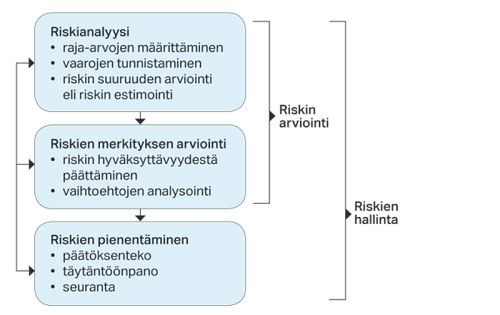 Riskianalyysi
• raja-arvojen määrittäminen
• vaarojen tunnistaminen
• riskin suuruuden arviointi
eli riskin estimointi
Riskin
arviointi
Riskien merkityksen arviointi
• riskin hyväksyttävyydestä
päättäminen
• vaihtoehtojen analysointi
Riskien
hallinta
Riskien pienentäminen
• päätöksenteko
• täytäntöönpano
• seuranta